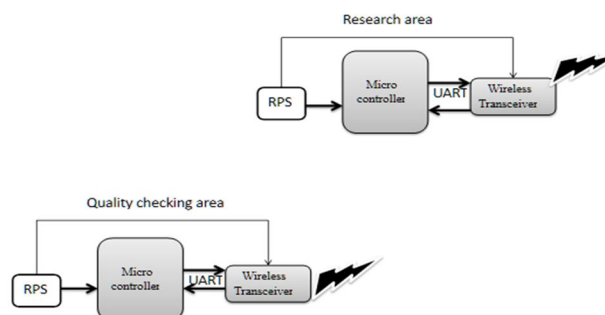 Research area
Micro
controller
RPS
UART
Wireless
Transceiver
Quality checking area
Micro
controller
RPS
UART
Wireless
Transceiver